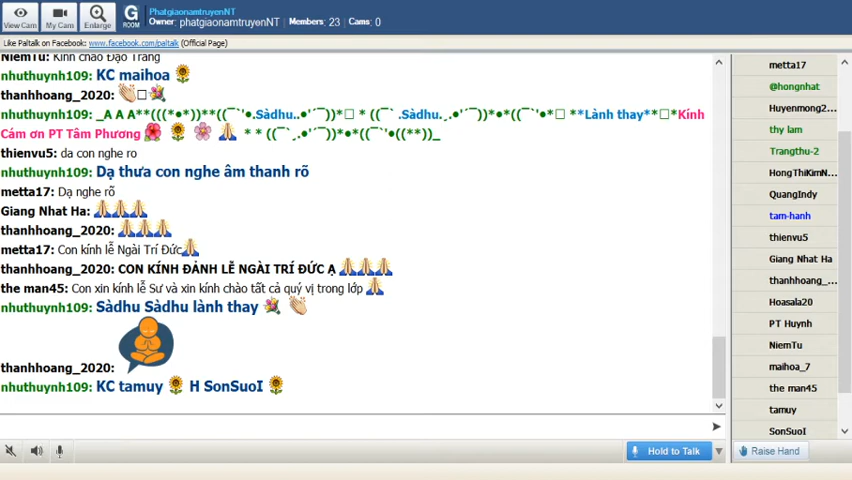 View Cam
My Cam
Enlarge
G
ROOM
PhatgiaonamtruyenNT
Owner: phatgiaonamtruyenNT Members: 23 Cams: 0
Like Paltalk on Facebook: www.facebook.com/paltalk (Official Page)
NiemTu: Kinh chao Đạo Trang
nhuthuynh109: KC maihoa 🌻
thanhhoang_2020: 👏🏻💐
nhuthuynh109: _A A A**(((*•*))**((¯`'•.Sàdhu..•'´¯))*□ * ((¯` .Sàdhu.¸.•'´¯))*•*((¯`'•*□ **Lành thay**□*Kính
Cám ơn PT Tâm Phương 🌺 🌻 🌸 🙏 * * ((¯`¸.•'´¯))*•*((¯`'•((**))_
thienvu5: da con nghe ro
nhuthuynh109: Dạ thưa con nghe âm thanh rõ
metta17: Dạ nghe rõ
Giang Nhat Ha: 🙏🙏🙏
thanhhoang_2020: 🙏🙏🙏
metta17: Con kính lễ Ngài Trí Đức🙏
thanhhoang_2020: CON KÍNH ĐẢNH LỄ NGÀI TRÍ ĐỨC Ạ 🙏🙏🙏
the man45: Con xin kính lễ Sư và xin kính chào tất cả quý vị trong lớp 🙏
nhuthuynh109: Sàdhu Sàdhu lành thay 💐 👏🏻
thanhhoang_2020:
nhuthuynh109: KC tamuy 🌻 H SonSuoI 🌻
Hold to Talk
metta17
@hongnhat
Huyenmong2...
thy lam
Trangthu-2
HongThiKimN...
QuangIndy
tam-hanh
thienvu5
Giang Nhat Ha
thanhhoang_...
Hoasala20
PT Huynh
NiemTu
maihoa_7
the man45
tamuy
SonSuoI
Raise Hand